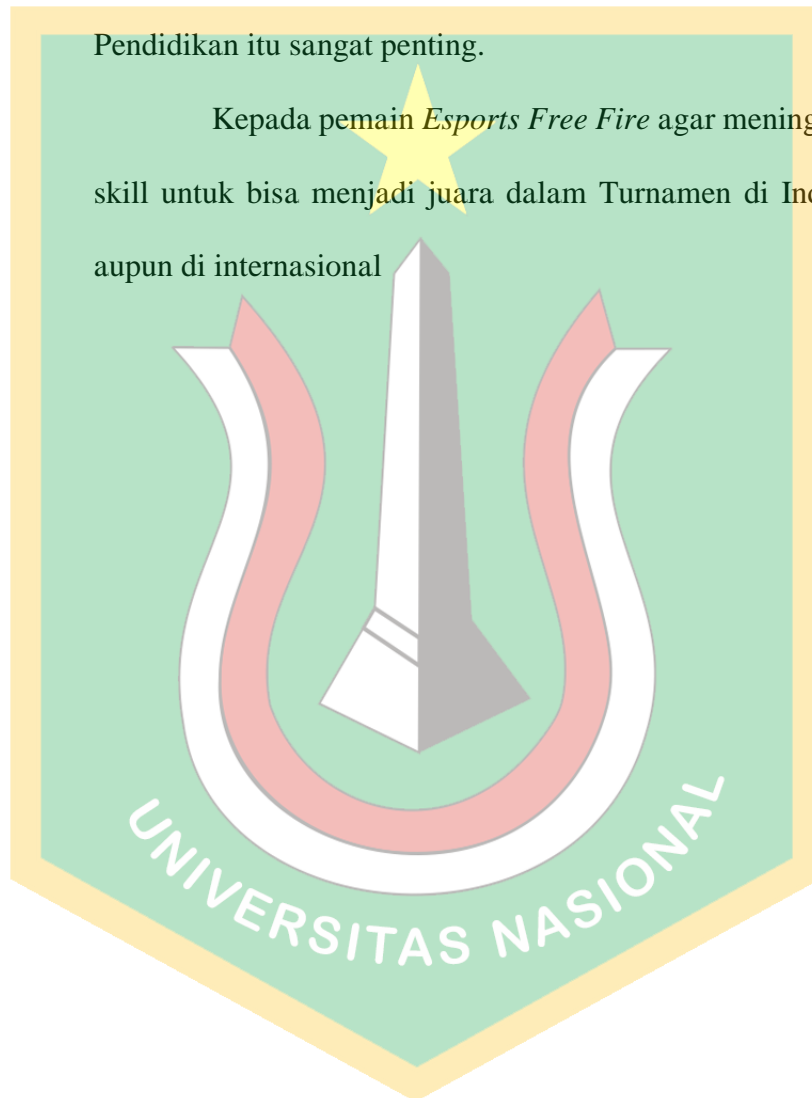 Pendidikan itu sangat penting.
Kepada pemain Esports Free Fire agar mening
skill untuk bisa menjadi juara dalam Turnamen di Ind
aupun di internasional
UNIVERSITAS NASIONAL